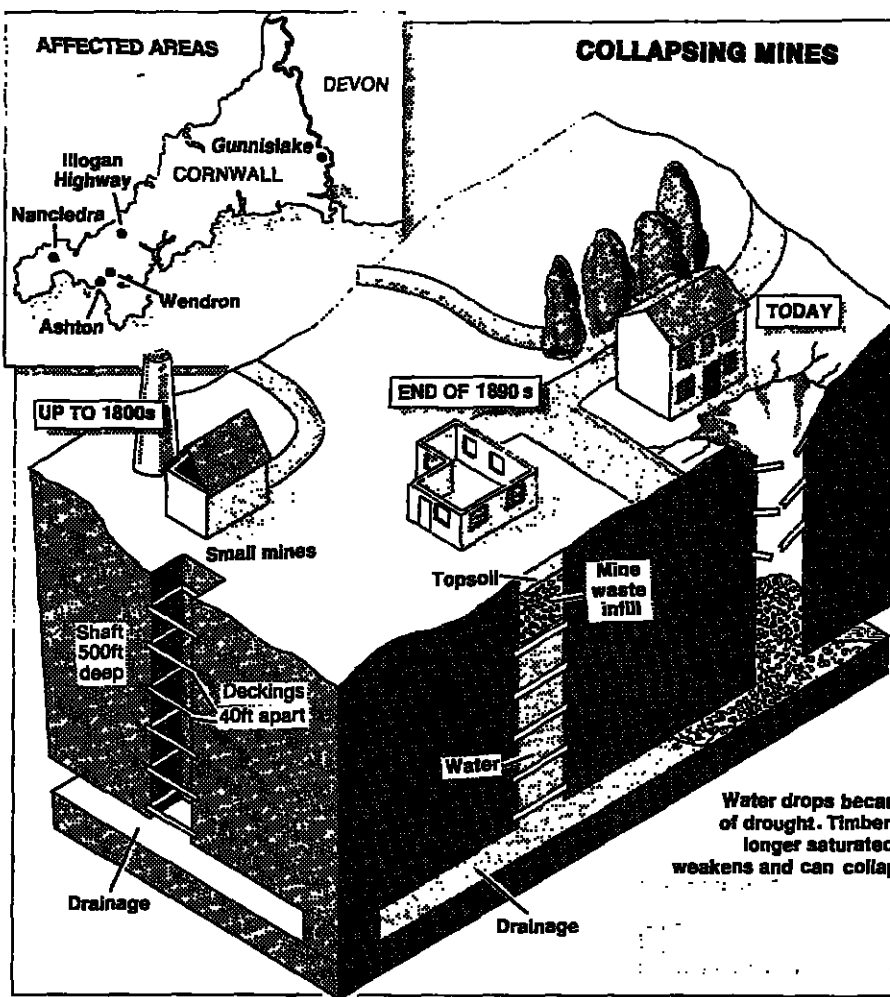 AFFECTED AREAS
COLLAPSING MINES
DEVON
Gunnislake
CORNWALL
Illogan
Highway
Nancledra
Wendron
Ashton
TODAY
END OF 1890s
UP TO 1800s
Small mines
Topsoil
Mine
waste
infill
Shaft
500ft
deep
Deckings
40ft apart
Water
Water drops
of drought. Timber
longer saturated
weakens and can
Drainage
Drainage